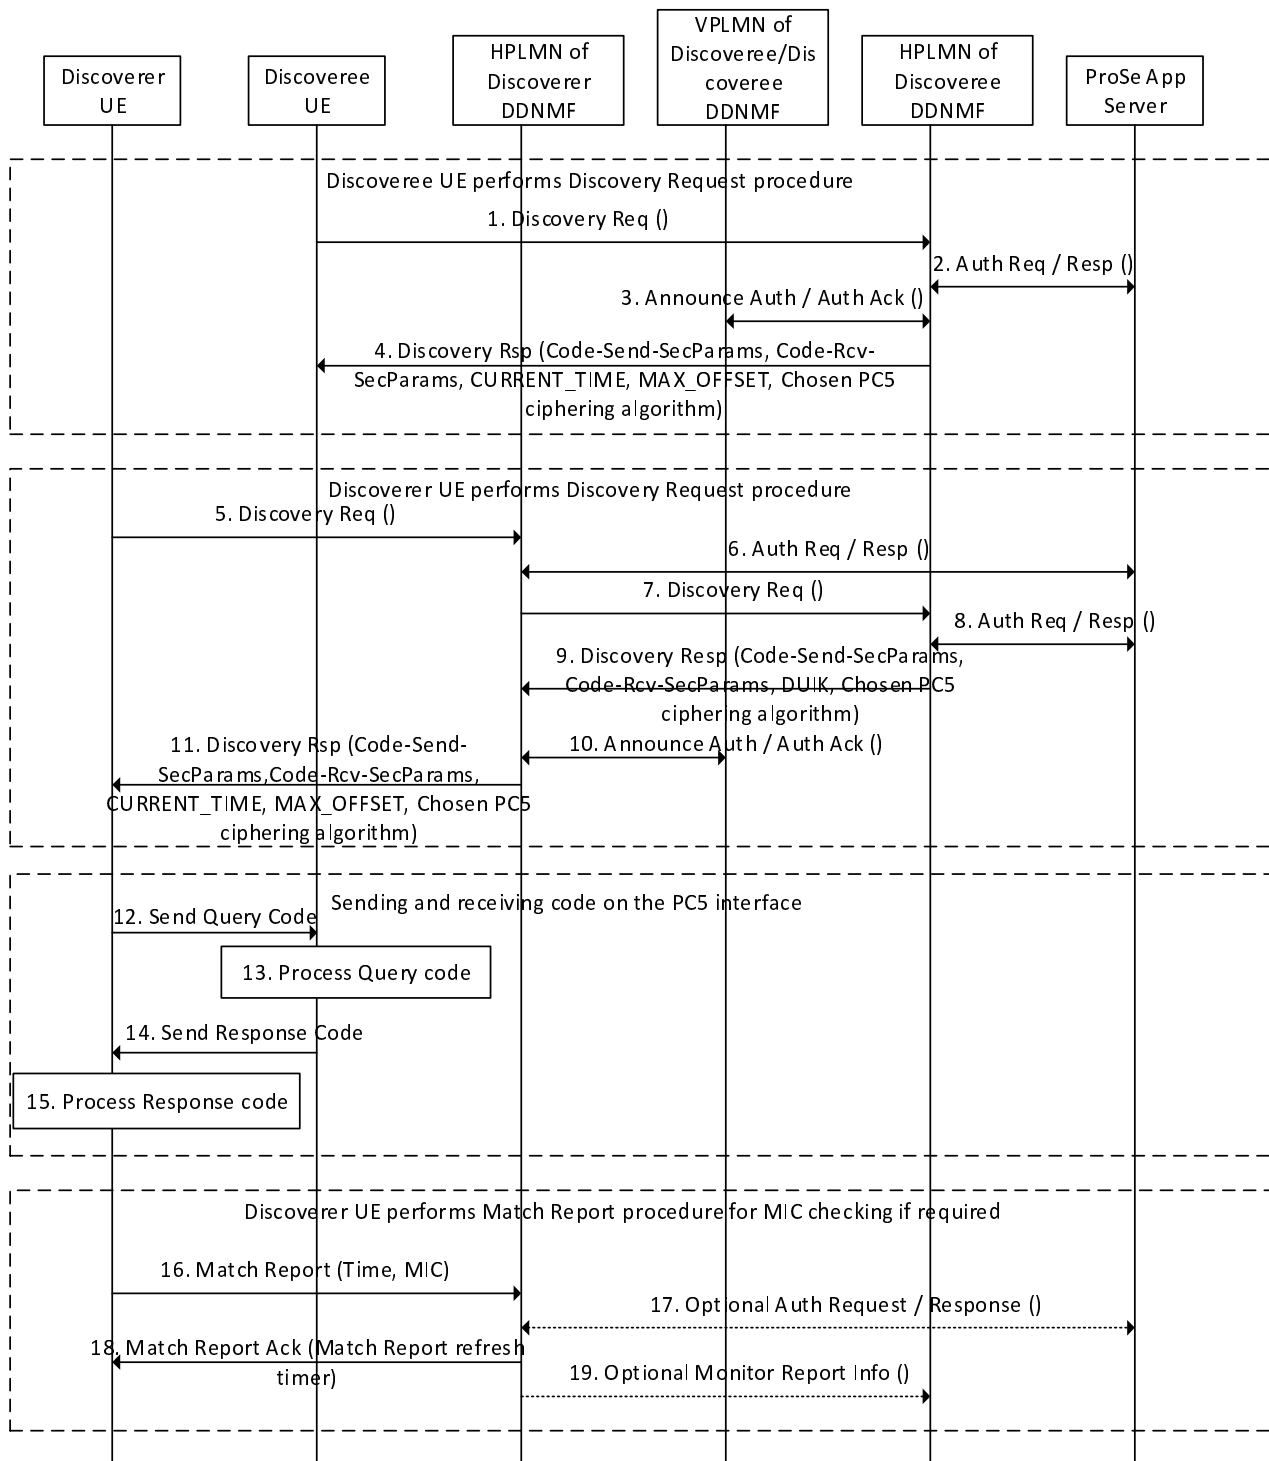 Discoverer
UE
Discoveree
UE
HPLMN of
Discoverer
DDNMF
VPLMN of
Discoveree/Dis
coveree
DDNMF
HPLMN of
Discoveree
DDNMF
ProSe App
Server
Discoveree UE performs Discovery Request procedure
1. Discovery Req ()
2. Auth Req / Resp ()
3. Announce Auth / Auth Ack ()
4. Discovery Rsp (Code-Send-SecParams, Code-Rcv-
SecParams, CURRENT_TIME, MAX_OFFSET, Chosen PC5
ciphering algorithm)
Discoverer UE performs Discovery Request procedure
5. Discovery Req ()
6. Auth Req / Resp ()
7. Discovery Req ()
8. Auth Req / Resp ()
9. Discovery Resp (Code-Send-SecParams,
Code-Rcv-SecParams, DUIK, Chosen PC5
ciphering algorithm)
10. Announce Auth / Auth Ack ()
11. Discovery Rsp (Code-Send-
SecParams,Code-Rcv-SecParams,
CURRENT_TIME, MAX_OFFSET, Chosen PC5
ciphering algorithm)
Sending and receiving code on the PC5 interface
12. Send Query Code
13. Process Query code
14. Send Response Code
15. Process Response code
Discoverer UE performs Match Report procedure for MIC checking if required
16. Match Report (Time, MIC)
17. Optional Auth Request / Response ()
18. Match Report Ack (Match Report refresh
timer)
19. Optional Monitor Report Info ()